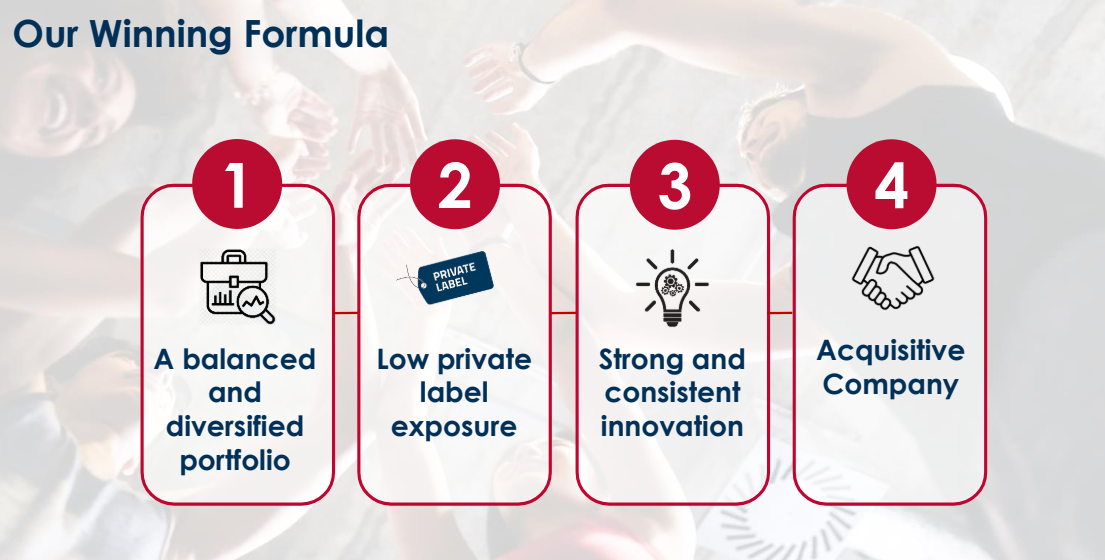 Our Winning Formula
1
PRIVATE
LABEL
A balanced
and
diversified
portfolio
2
Low private
label
exposure
3
Strong and
consistent
innovation
4
Acquisitive
Company